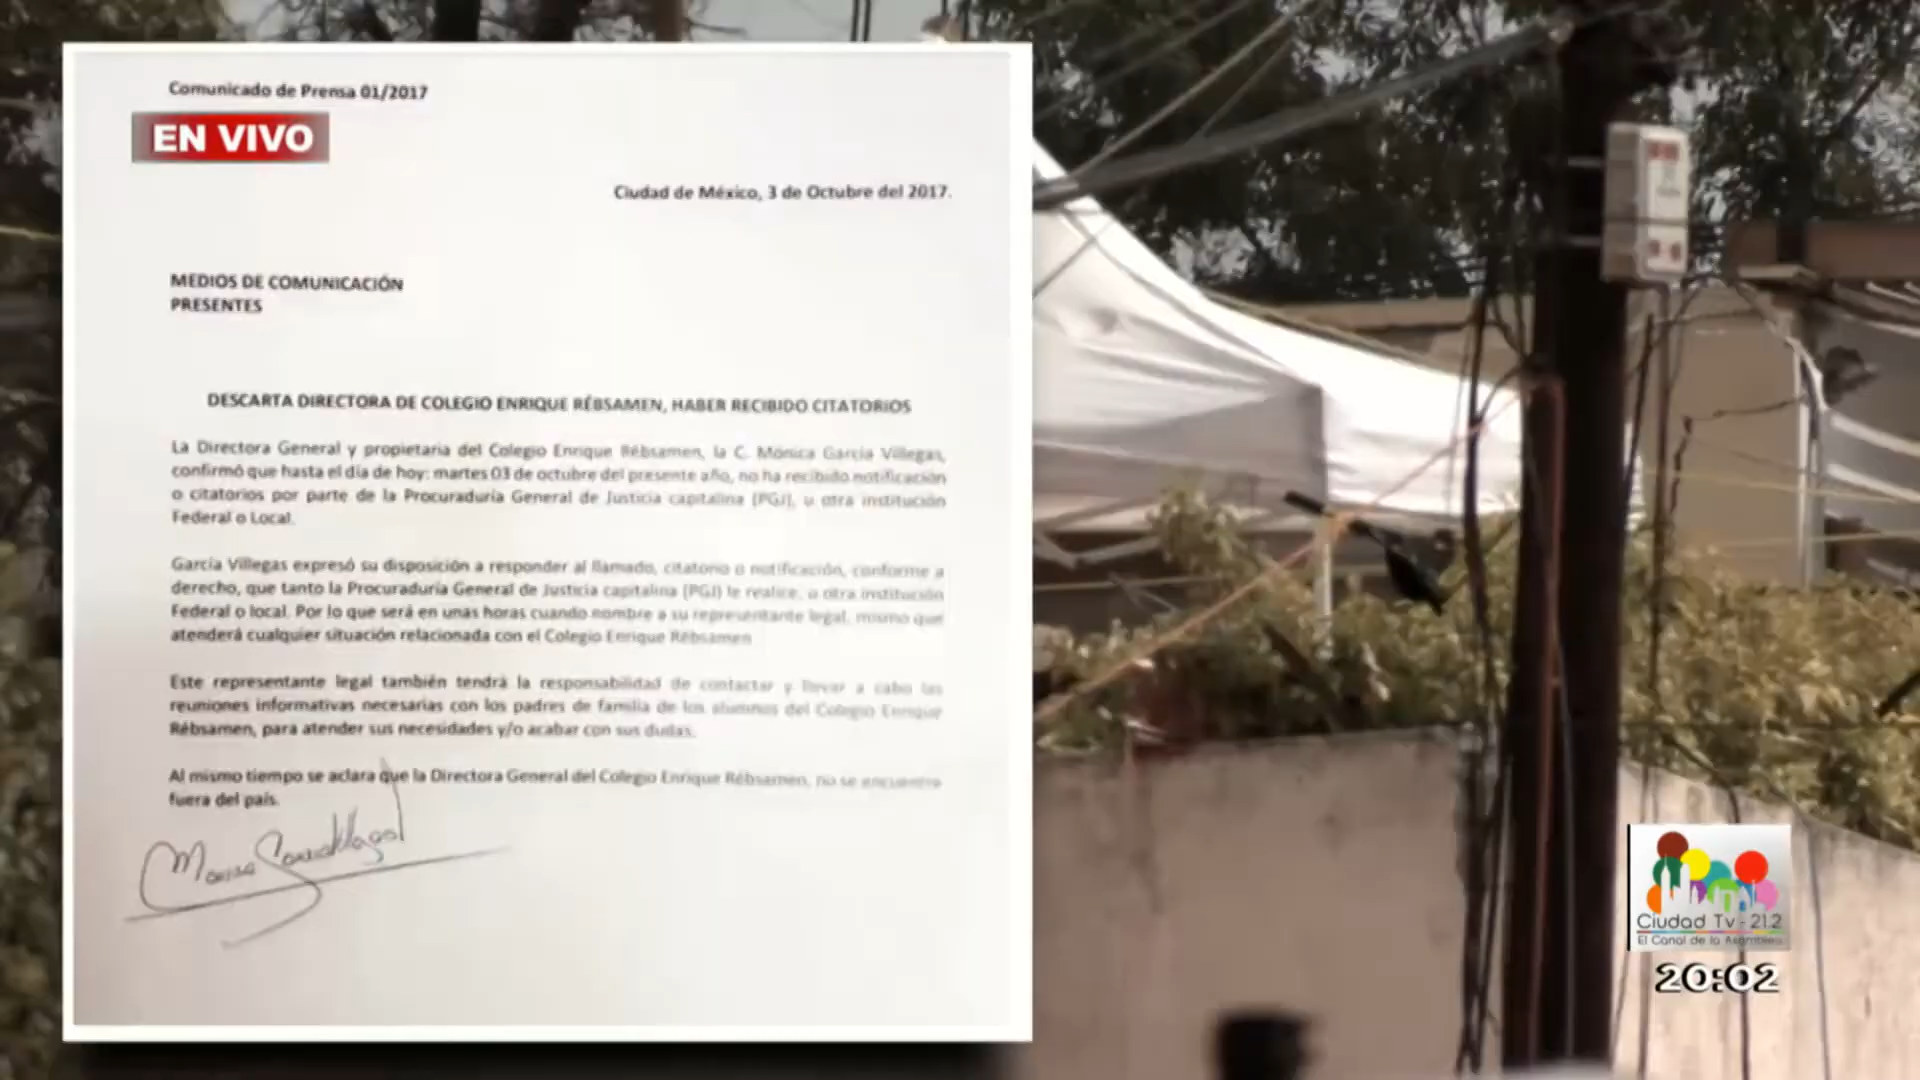 Comunicado de Prensa 01/2017
EN VIVO
Ciudad de México, 3 de Octubre del 2017.
MEDIOS DE COMUNICACIÓN
PRESENTES
DESCARTA DIRECTORA DE COLEGIO ENRIQUE RÉBSAMEN, HABER RECIBIDO CITATORIOS
La Directora General y propietaria del Colegio Enrique Rébsamen, la C. Mónica García Villegas,
confirmó que hasta el día de hoy: martes 03 de octubre del presente año, no ha recibido notificación
o citatorios por parte de la Procuraduría General de Justicia capitalina (PGJ), u otra institución
Federal o Local.
García Villegas expresó su disposición a responder al llamado, citatorio o notificación, conforme a
derecho, que tanto la Procuraduría General de Justicia capitalina (PGJ) le realice, u otra institución
Federal o local. Por lo que será en unas horas cuando nombre a su representante legal, mismo que
atenderá cualquier situación relacionada con el Colegio Enrique Rébsamen
Este representante legal también tendrá la responsabilidad de contactar y llevar a cabo las
reuniones informativas necesarias con los padres de familia de los alumnos del Colegio Enrique
Rébsamen, para atender sus necesidades y/o acabar con sus dudas.
Al mismo tiempo se aclara que la Directora General del Colegio Enrique Rébsamen, no se encuentra
fuera del país.
Ciudad Tv - 21.2
El Canal de la Asamblea
20:02